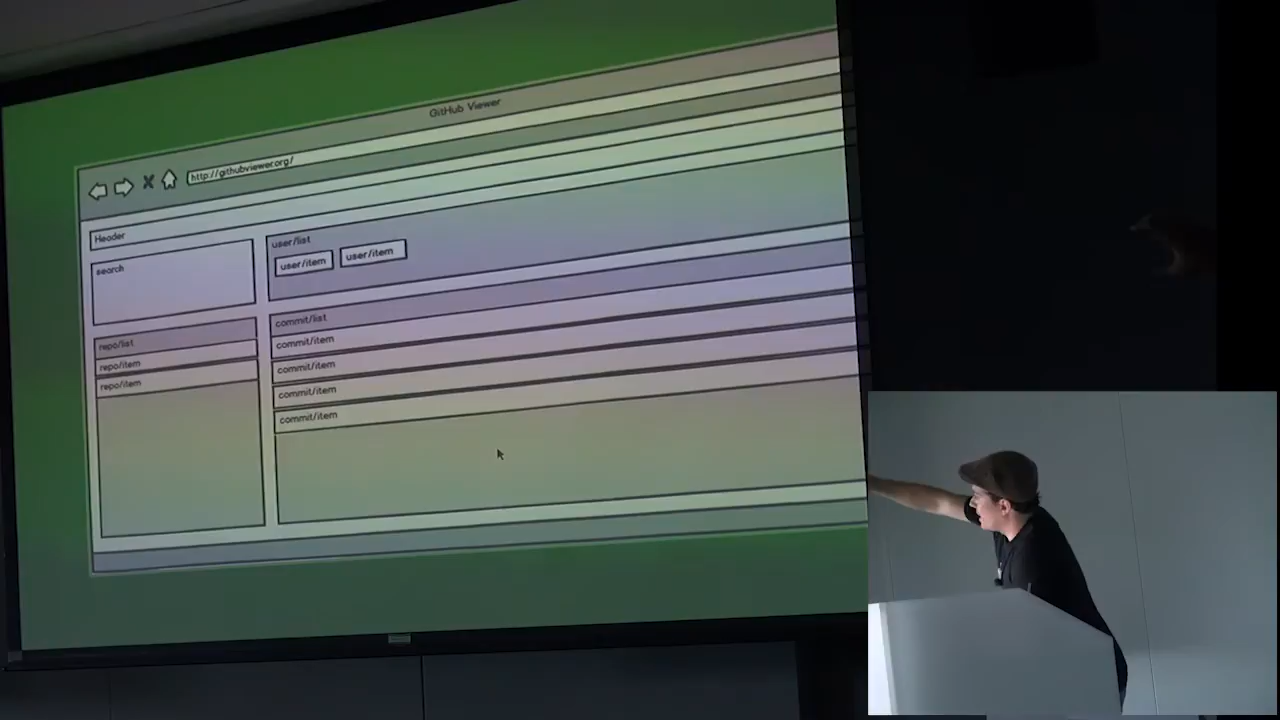 GitHub Viewer
http://githubviewer.org/
Header
search
user/list
user/item user/item
repo/list
repo/item
repo/item
commit/list
commit/item
commit/item
commit/item
commit/item